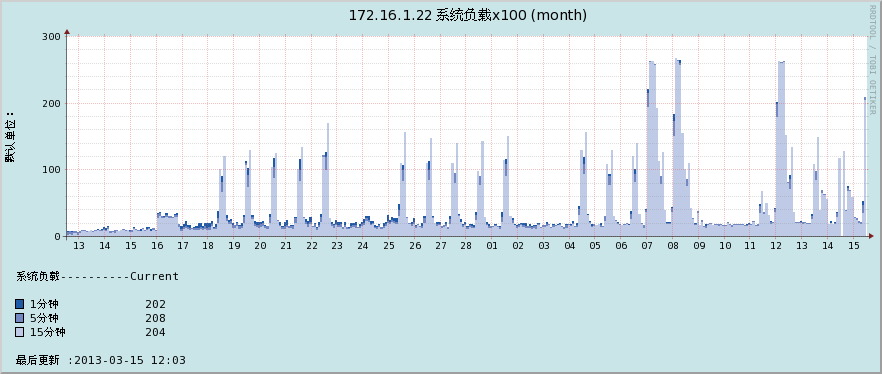 172.16.1.22 系统负载x100 (month)
RRDTOOL / TOBI OETIKER
默认单位：
300
200
100
0
13 14 15 16 17 18 19 20 21 22 23 24 25 26 27 28 01 02 03 04 05 06 07 08 09 10 11 12 13 14 15
系统负载----------Current
1分钟 202
5分钟 208
15分钟 204
最后更新 :2013-03-15 12:03